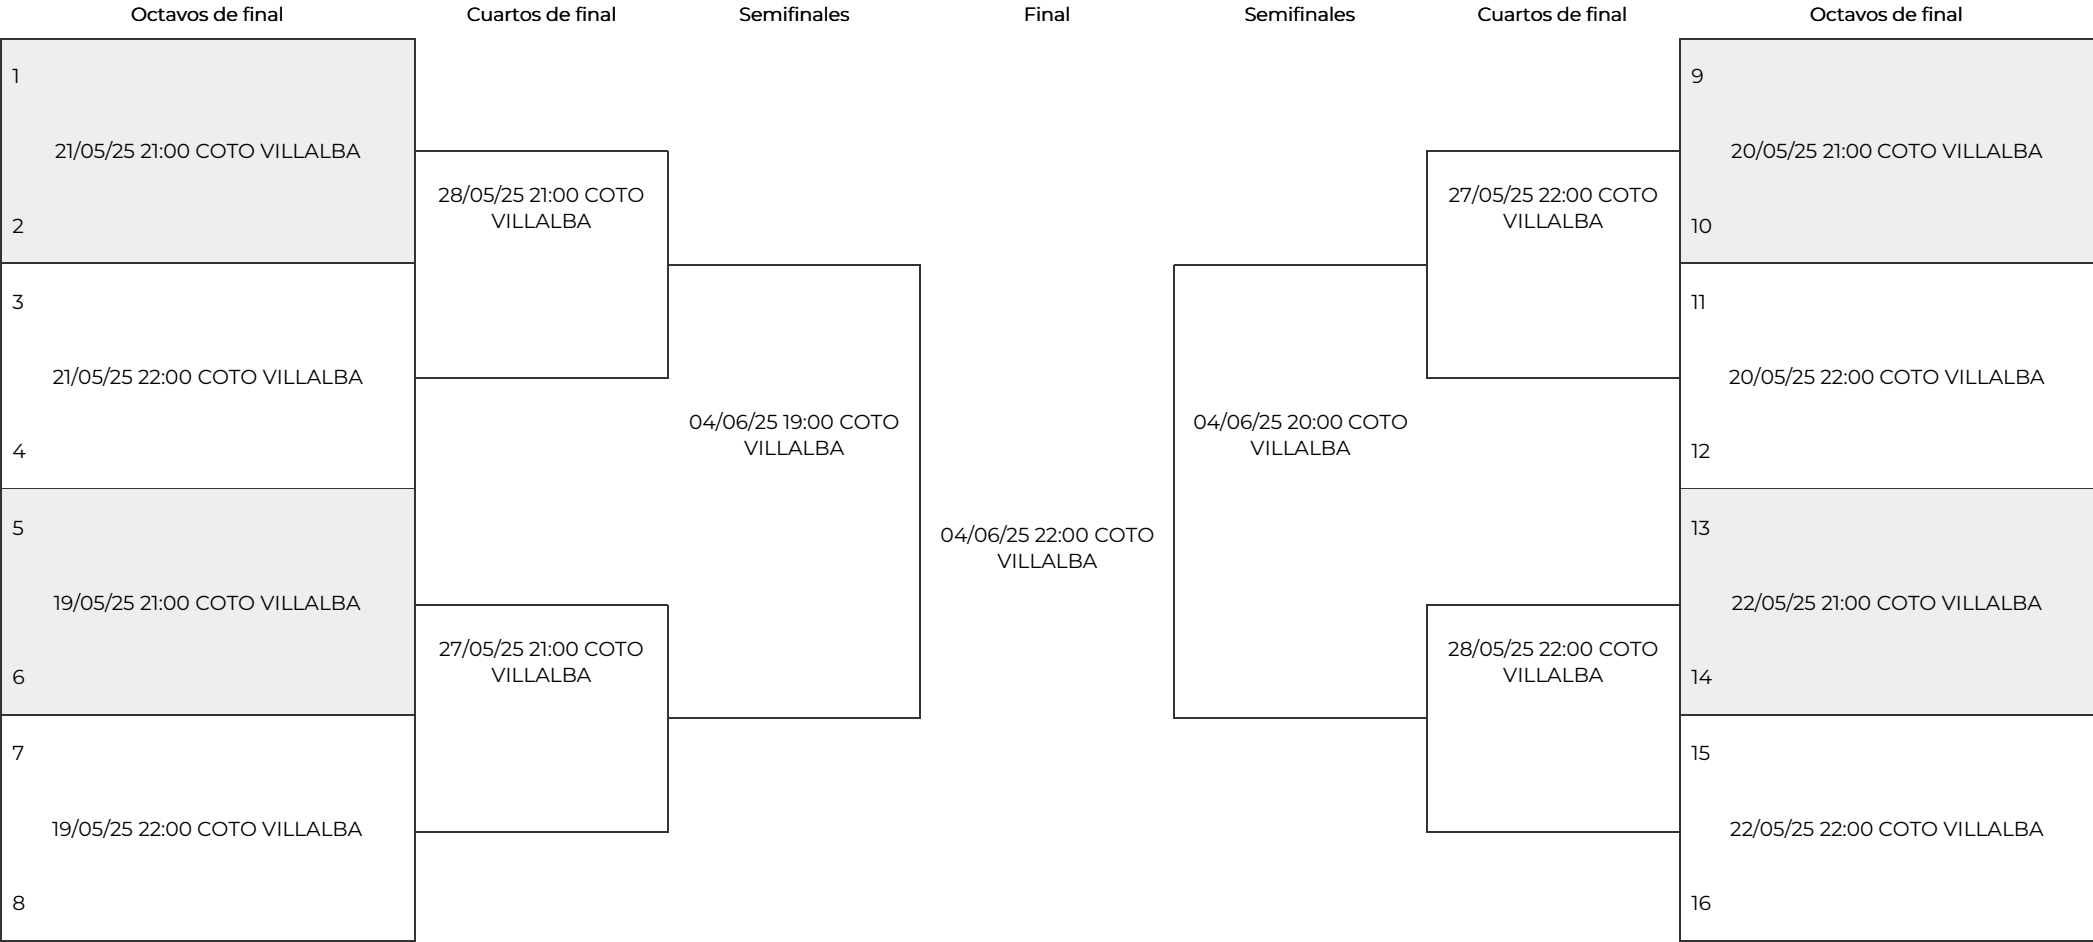 Octavos de final
Cuartos de final
Semifinales
Final
Semifinales
Cuartos de final
Octavos de final
1
21/05/25 21:00 COTO VILLALBA
2
3
21/05/25 22:00 COTO VILLALBA
4
5
19/05/25 21:00 COTO VILLALBA
6
7
19/05/25 22:00 COTO VILLALBA
8
28/05/25 21:00 COTO
VILLALBA
27/05/25 21:00 COTO
VILLALBA
04/06/25 19:00 COTO
VILLALBA
04/06/25 22:00 COTO
VILLALBA
04/06/25 20:00 COTO
VILLALBA
27/05/25 22:00 COTO
VILLALBA
28/05/25 22:00 COTO
VILLALBA
9
20/05/25 21:00 COTO VILLALBA
10
11
20/05/25 22:00 COTO VILLALBA
12
13
22/05/25 21:00 COTO VILLALBA
14
15
22/05/25 22:00 COTO VILLALBA
16